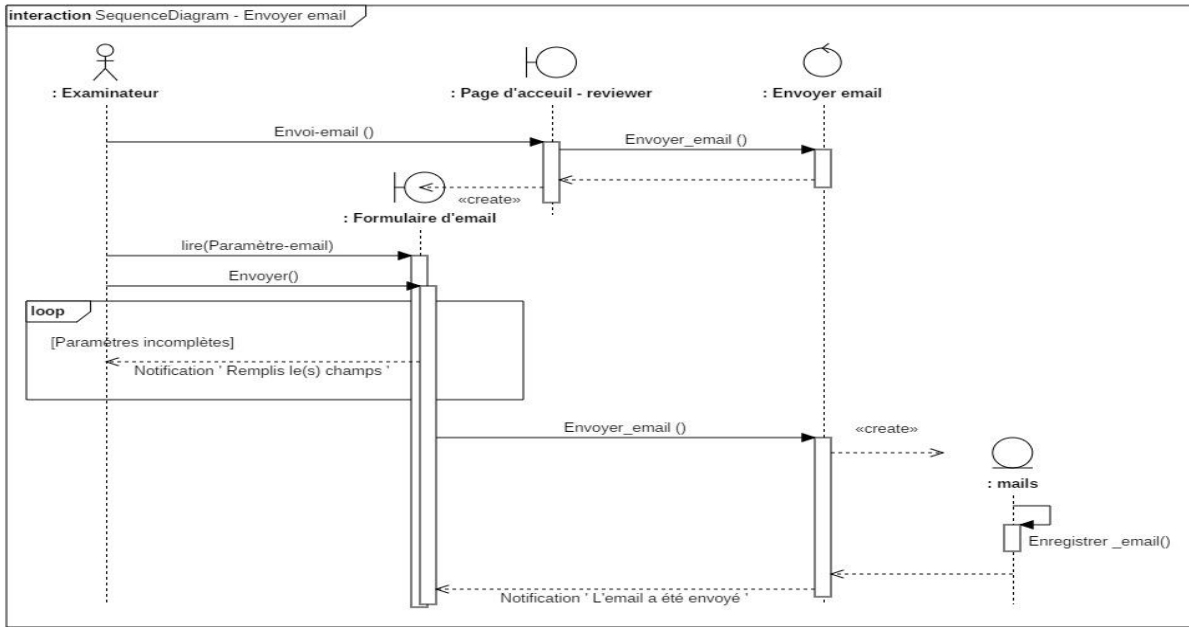 interaction SequenceDiagram - Envoyer email
: Examinateur
: Page d'acceuil - reviewer
: Envoyer email
Envoi-email ()
Envoyer_email ()
«create»
: Formulaire d'email
lire(Paramètre-email)
Envoyer()
loop
[Paramètres incomplètes]
Notification ' Remplis le(s) champs '
Envoyer_email ()
«create»
: mails
Enregistrer _email()
Notification ' L'email a été envoyé '